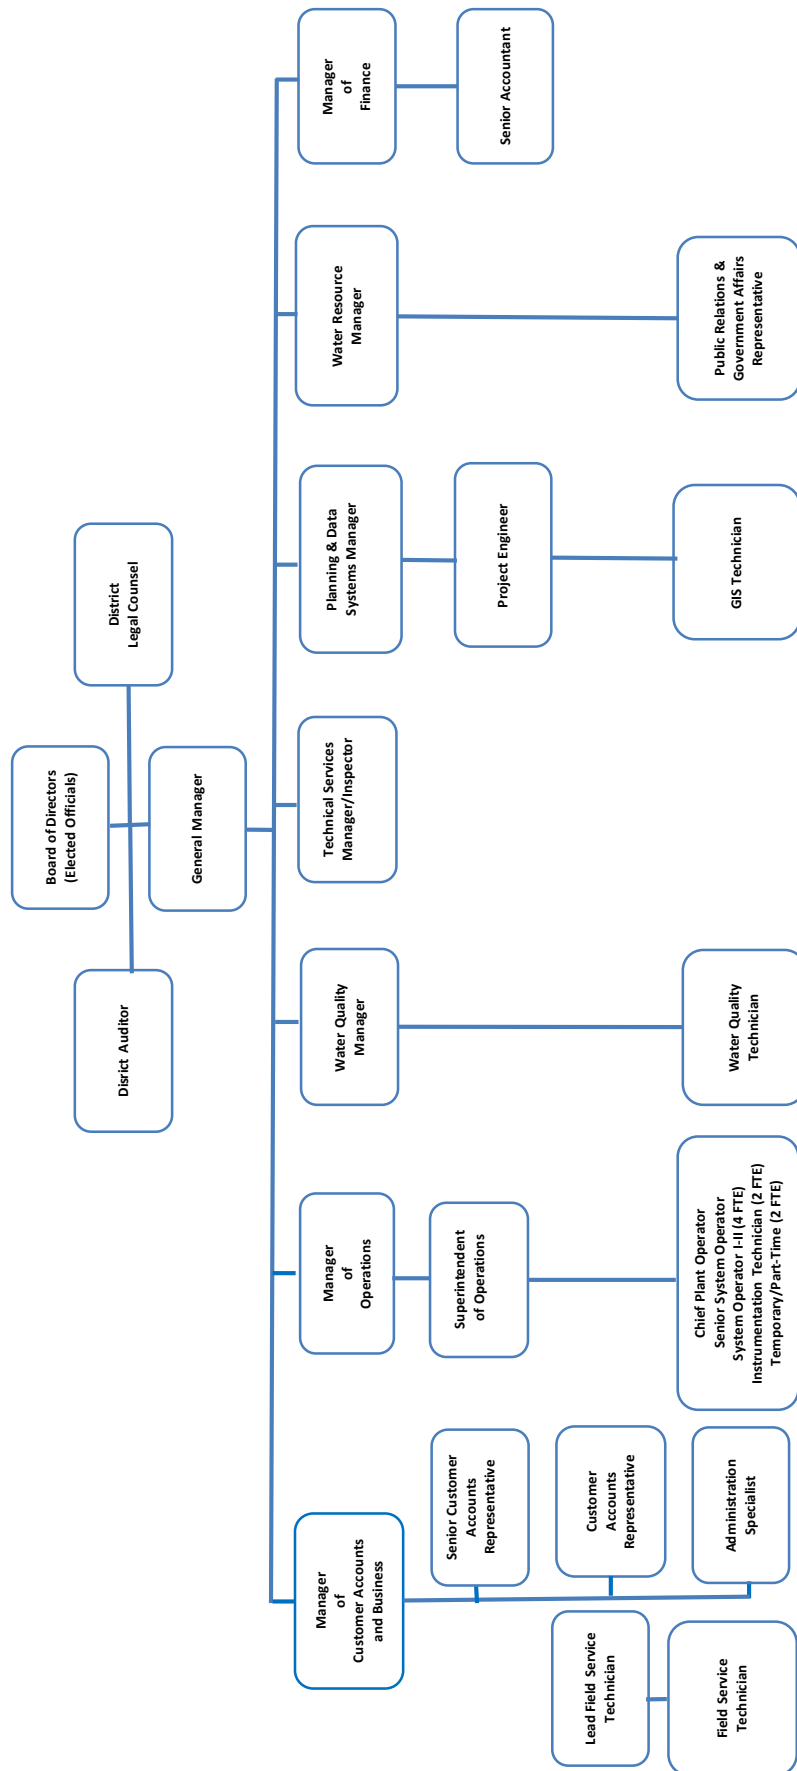 Board of Directors
(Elected Officials)
Disrict Auditor
District
Legal Counsel
General Manager
Manager
of
Customer Accounts
and Business
Manager
of
Operations
Water Quality
Manager
Technical Services
Manager/Inspector
Planning & Data
Systems Manager
Water Resource
Manager
Manager
of
Finance
Senior Customer
Accounts
Representative
Superintendent
of Operations
Project Engineer
Senior Accountant
Lead Field Service
Technician
Customer
Accounts
Representative
Field Service
Technician
Administration
Specialist
Chief Plant Operator
Senior System Operator
System Operator I-II (4 FTE)
Instrumentation Technician (2 FTE)
Temporary/Part-Time (2 FTE)
Water Quality
Technician
GIS Technician
Public Relations &
Government Affairs
Representative